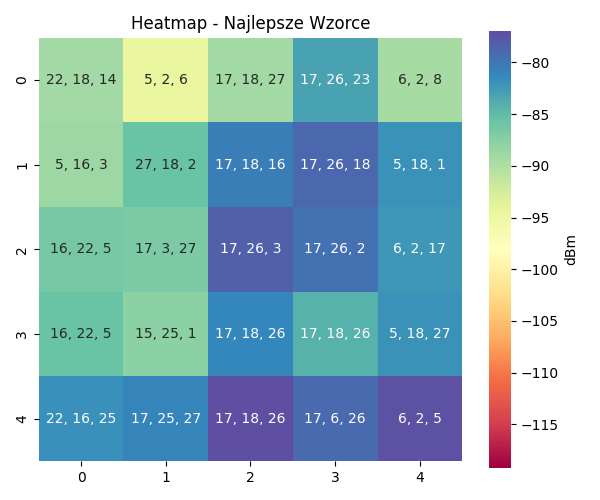 Heatmap - Najlepsze Wzorce
0 22, 18, 14 5, 2, 6 17, 18, 27 17, 26, 23 6, 2, 8
1 5, 16, 3 27, 18, 2 17, 18, 16 17, 26, 18 5, 18, 1
2 16, 22, 5 17, 3, 27 17, 26, 3 17, 26, 2 6, 2, 17
3 16, 22, 5 15, 25, 1 17, 18, 26 17, 18, 26 5, 18, 27
4 22, 16, 25 17, 25, 27 17, 18, 26 17, 6, 26 6, 2, 5
0 1 2 3 4
−80
−85
−90
−95
−100
−105
−110
−115
dBm